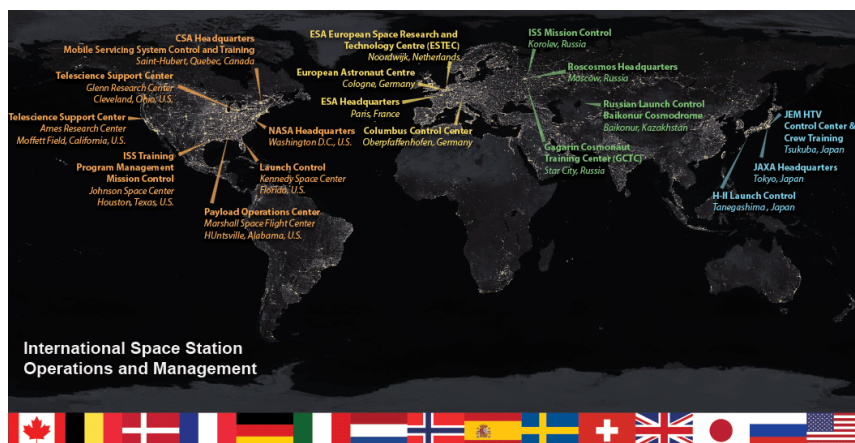 CSA Headquarters
Mobile Servicing System Control and Training
Saint-Hubert, Quebec, Canada
Telescience Support Center
Glenn Research Center
Cleveland, Ohio, U.S.
Telescience Support Center
Ames Research Center
Moffett Field, California, U.S.
NASA Headquarters
Washington D.C., U.S.
ISS Training
Program Management
Mission Control
Johnson Space Center
Houston, Texas, U.S.
Launch Control
Kennedy Space Center
Florida, U.S.
Payload Operations Center
Marshall Space Flight Center
HUntsville, Alabama, U.S.
ESA European Space Research and
Technology Centre (ESTEC)
Noordwijk, Netherlands
European Astronaut Centre
Cologne, Germany
ESA Headquarters
Paris, France
Columbus Control Center
Oberpfaffenhofen, Germany
ISS Mission Control
Korolev, Russia
Roscosmos Headquarters
Moscow, Russia
Russian Launch Control
Baikonur Cosmodrome
Baikonur, Kazakhstan
Gagarin Cosmonaut
Training Center (GCTC)
Star City, Russia
JEM HTV
Control Center &
Crew Training
Tsukuba, Japan
JAXA Headquarters
Tokyo, Japan
H-II Launch Control
Tanegashima , Japan
International Space Station
Operations and Management